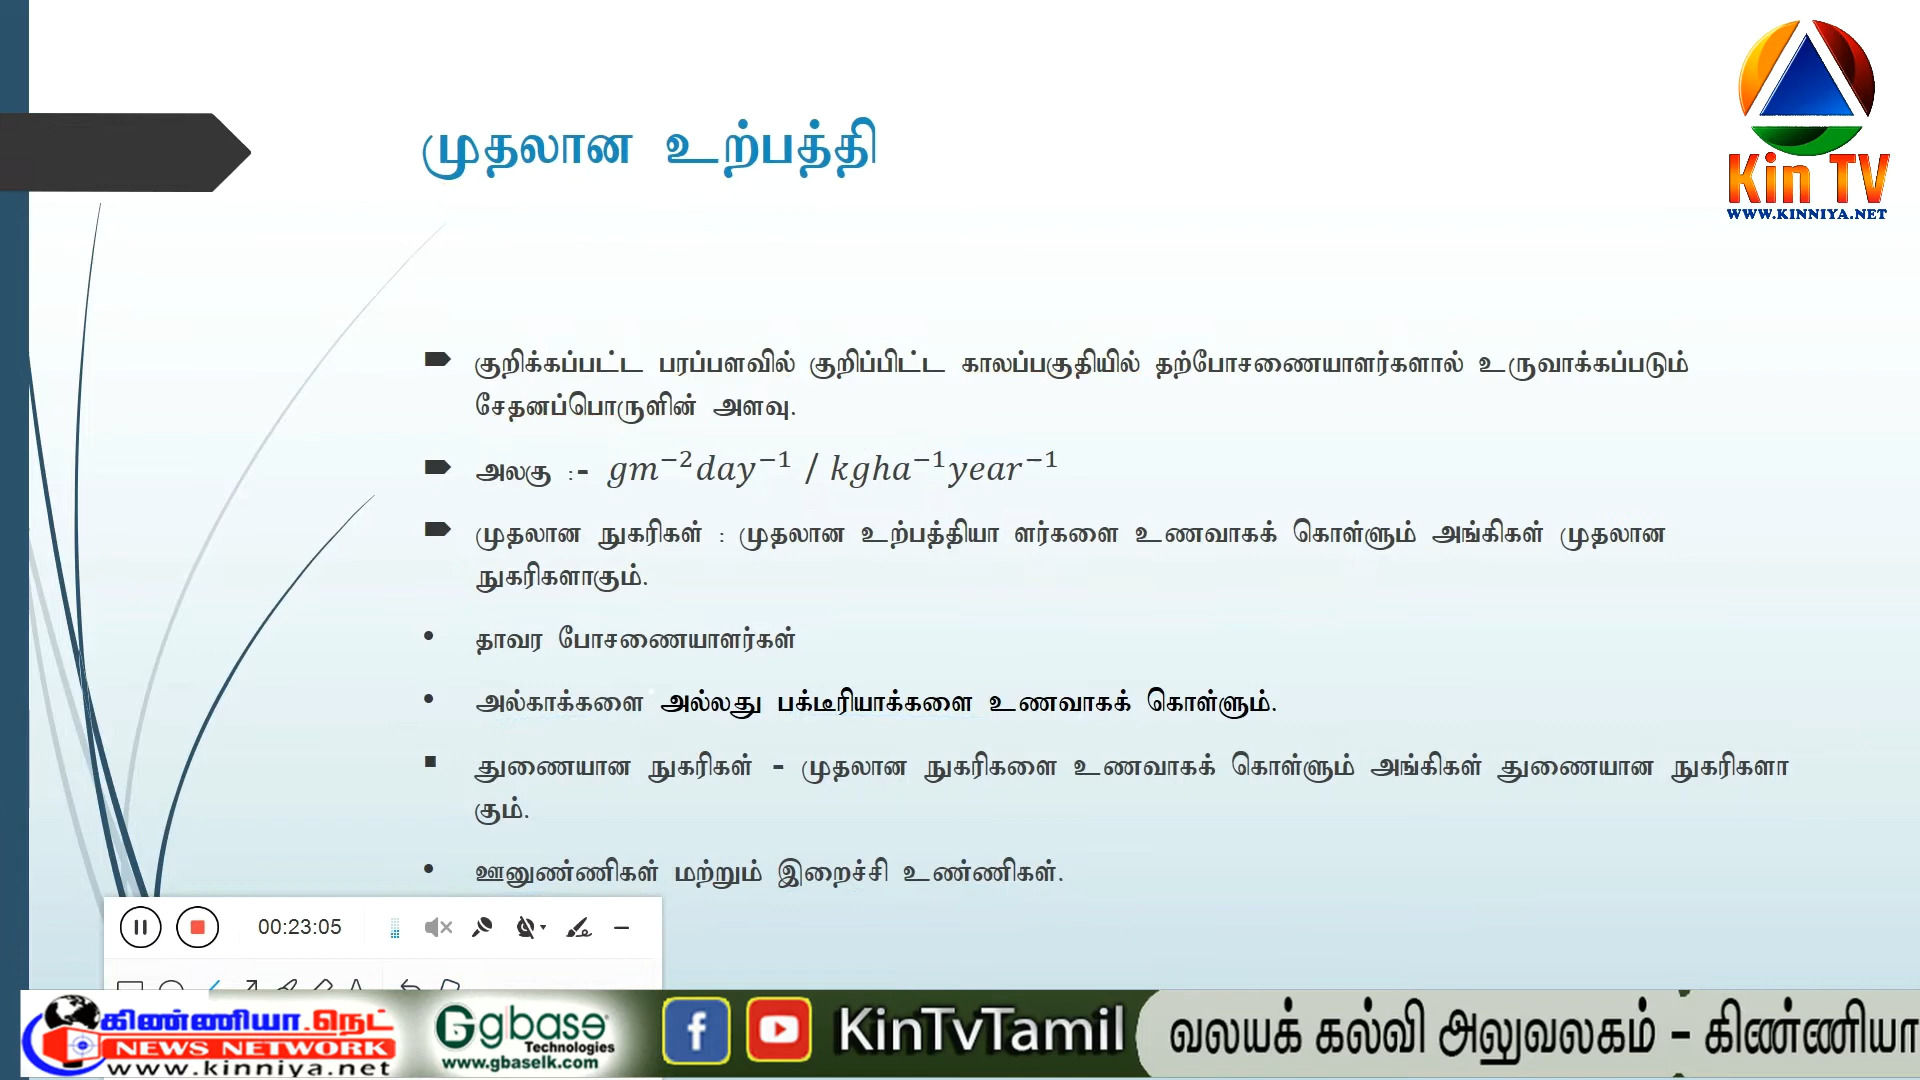 Kin TV
WWW.KINNIYA.NET
முதலான உற்பத்தி
குறிக்கப்பட்ட பரப்பளவில் குறிப்பிட்ட காலப்பகுதியில் தற்போசணையாளர்களால் உருவாக்கப்படும்
சேதனப்பொருளின் அளவு.
அலகு :- gm⁻²day⁻¹ / kgha⁻¹year⁻¹
முதலான நுகரிகள் : முதலான உற்பத்தியா ளர்களை உணவாகக் கொள்ளும் அங்கிகள் முதலான
நுகரிகளாகும்.
• தாவர போசணையாளர்கள்
• அல்காக்களை அல்லது பக்டீரியாக்களை உணவாகக் கொள்ளும்.
▪ துணையான நுகரிகள் - முதலான நுகரிகளை உணவாகக் கொள்ளும் அங்கிகள் துணையான நுகரிகளா
கும்.
• ஊனுண்ணிகள் மற்றும் இறைச்சி உண்ணிகள்.
00:23:05
கிண்ணியா.நெட்
NEWS NETWORK
www.kinniya.net
gbase
Technologies
www.gbaselk.com
KinTvTamil
வலயக் கல்வி அலுவலகம் – கிண்ணியா